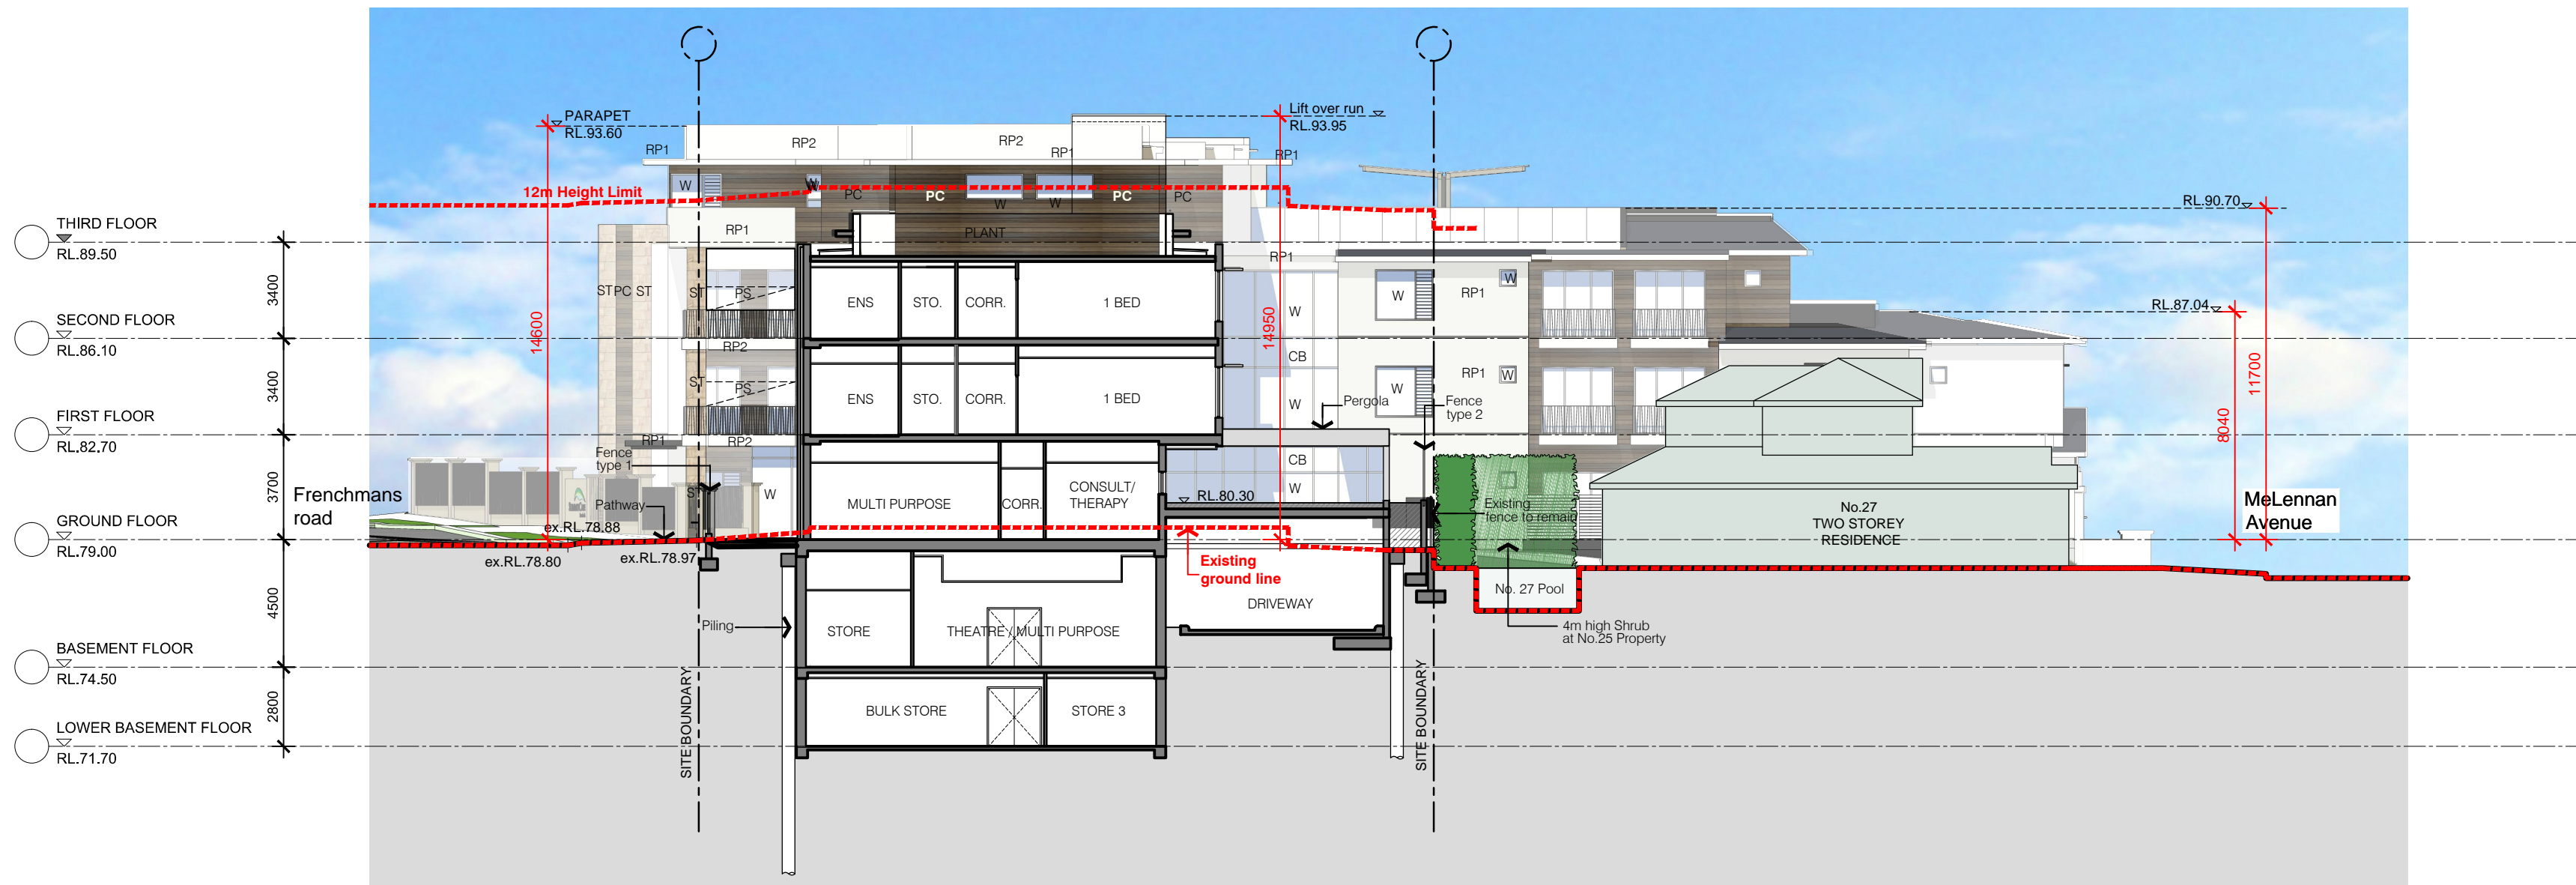 PARAPET
RL.93.60
Lift over run
RL.93.95
RP1
RP2
RP2
RP1
RP1
12m Height Limit
W
W
PC
PC
W
W
PC
PC
RL.90.70
THIRD FLOOR
RL.89.50
RP1
PLANT
RP1
3400
14600
14950
ST PC ST
ST
PS
ENS
STO.
CORR.
1 BED
W
W
RP1
W
RL.87.04
SECOND FLOOR
RL.86.10
RP2
CB
3400
ST
PS
ENS
STO.
CORR.
1 BED
W
W
RP1
W
11700
8040
Pergola
Fence
type 2
FIRST FLOOR
RL.82.70
RP1
RP2
Fence
type 1
CB
W
3700
Frenchmans
road
ST
W
MULTI PURPOSE
CORR.
CONSULT/
THERAPY
RL.80.30
Existing
fence to remain
No.27
TWO STOREY
RESIDENCE
MeLennan
Avenue
Pathway
GROUND FLOOR
RL.79.00
ex.RL.78.88
ex.RL.78.80
ex.RL.78.97
Existing
ground line
No. 27 Pool
4500
Piling
STORE
THEATRE / MULTI PURPOSE
DRIVEWAY
4m high Shrub
at No.25 Property
BASEMENT FLOOR
RL.74.50
2800
SITE BOUNDARY
SITE BOUNDARY
BULK STORE
STORE 3
LOWER BASEMENT FLOOR
RL.71.70